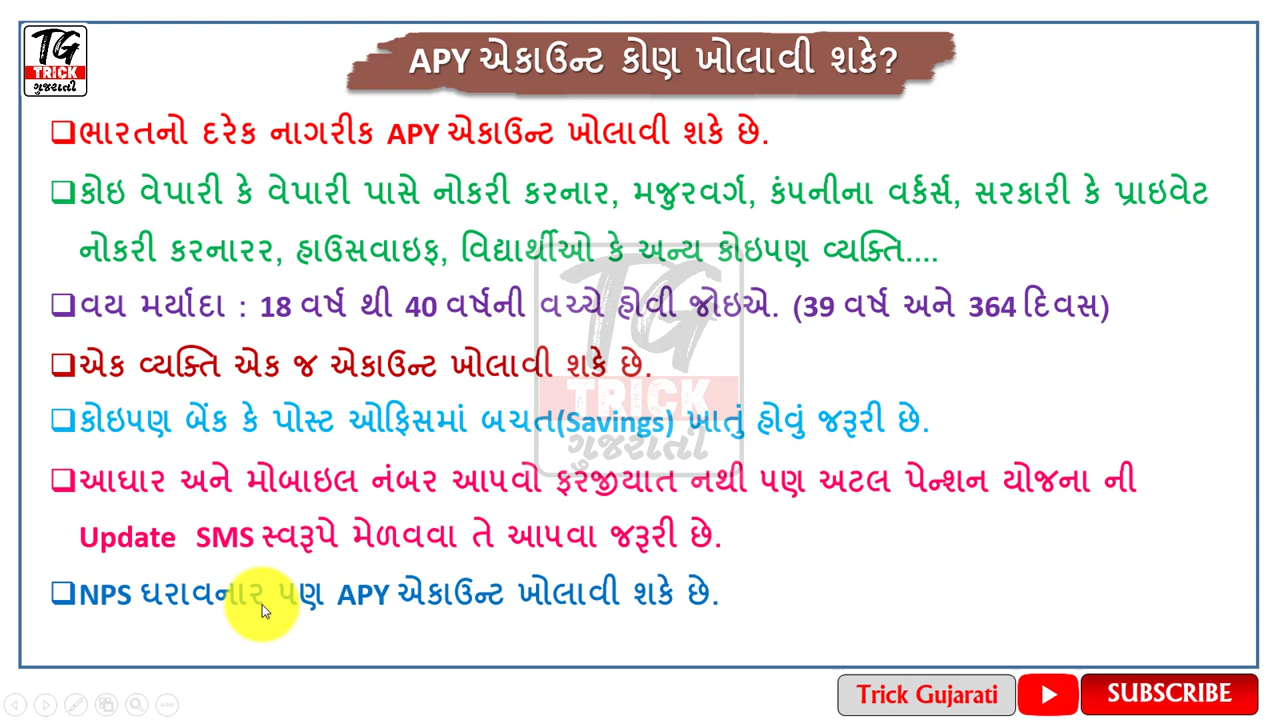 TG
TRICK
ગુજરાતી
APY એકાઉન્ટ કોણ ખોલાવી શકે?
❑ભારતનો દરેક નાગરીક APY એકાઉન્ટ ખોલાવી શકે છે.
❑કોઇ વેપારી કે વેપારી પાસે નોકરી કરનાર, મજુરવર્ગ, કંપનીના વર્કર્સ, સરકારી કે પ્રાઇવેટ
નોકરી કરનારર, હાઉસવાઇફ, વિદ્યાર્થીઓ કે અન્ય કોઇપણ વ્યક્તિ....
❑વય મર્યાદા : 18 વર્ષ થી 40 વર્ષની વચ્ચે હોવી જોઇએ. (39 વર્ષ અને 364 દિવસ)
❑એક વ્યક્તિ એક જ એકાઉન્ટ ખોલાવી શકે છે.
❑કોઇપણ બેંક કે પોસ્ટ ઓફિસમાં બચત(Savings) ખાતું હોવું જરૂરી છે.
❑આધાર અને મોબાઇલ નંબર આપવો ફરજીયાત નથી પણ અટલ પેન્શન યોજના ની
Update SMS સ્વરૂપે મેળવવા તે આપવા જરૂરી છે.
❑NPS ધરાવનાર પણ APY એકાઉન્ટ ખોલાવી શકે છે.
TG
TRICK
ગુજરાતી
Trick Gujarati SUBSCRIBE